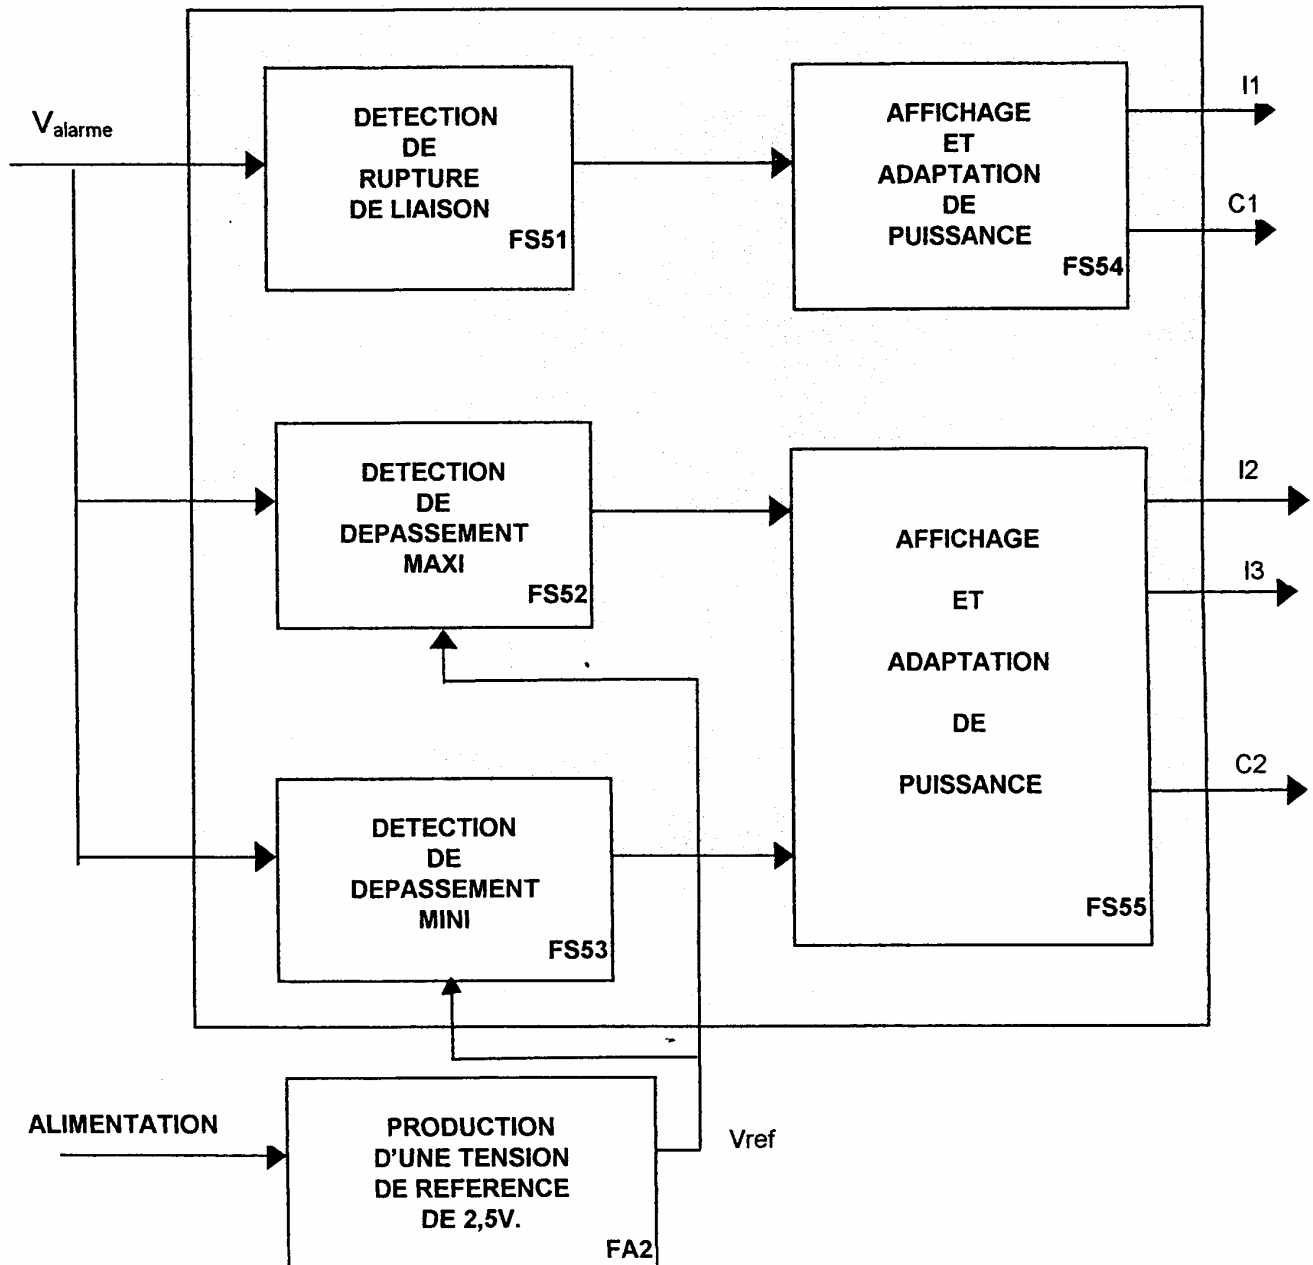 V alarme
DETECTION
DE
RUPTURE
DE LIAISON
FS51
AFFICHAGE
ET
ADAPTATION
DE
PUISSANCE
FS54
I1
C1
DETECTION
DE
DEPASSEMENT
MAXI
FS52
DETECTION
DE
DEPASSEMENT
MINI
FS53
AFFICHAGE
ET
ADAPTATION
DE
PUISSANCE
FS55
I2
I3
C2
ALIMENTATION
PRODUCTION
D'UNE TENSION
DE REFERENCE
DE 2,5V.
FA2
Vref